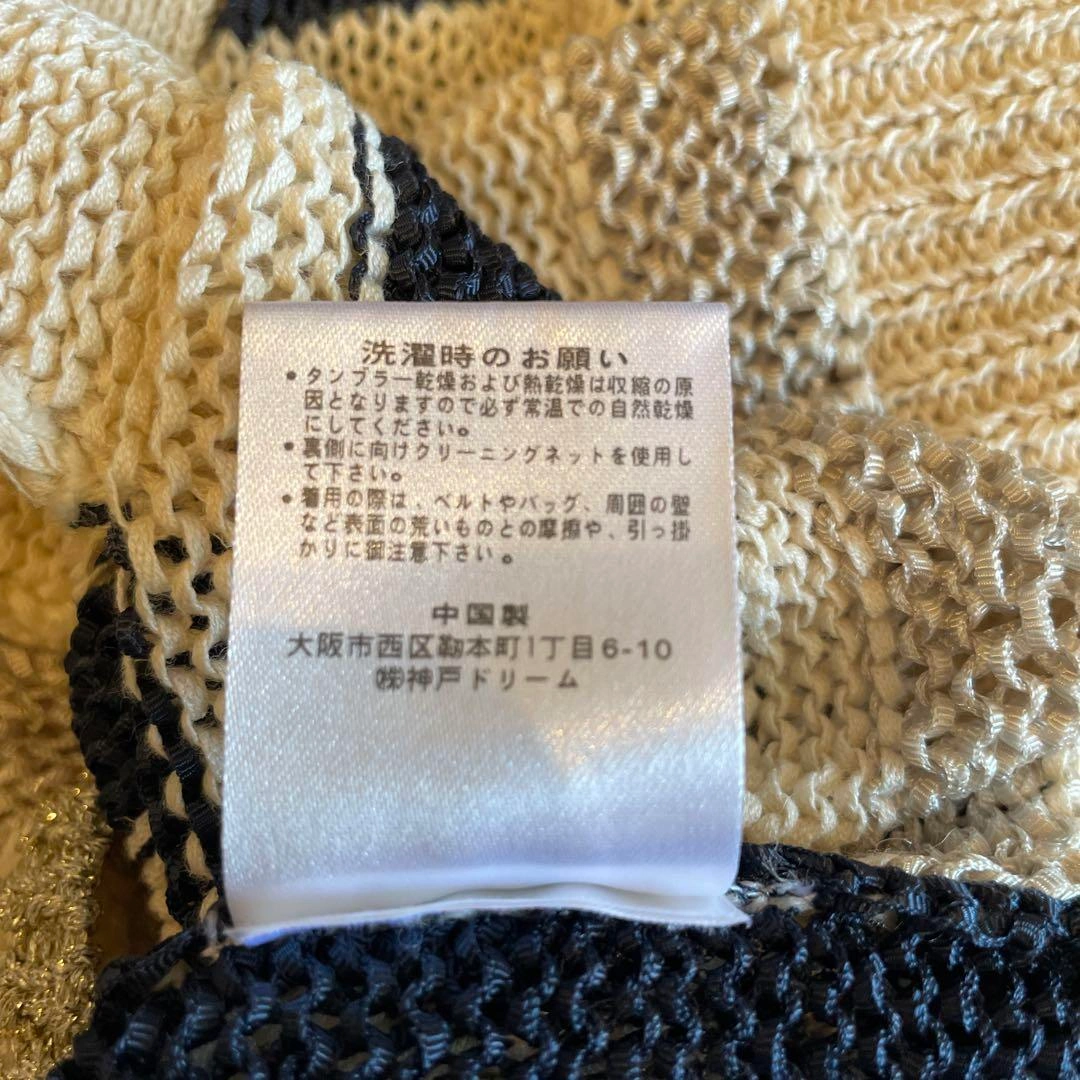 洗濯時のお願い
•タンブラー乾燥および熱乾燥は収縮の原
因となりますので必ず常温での自然乾燥
にしてください。
•裏側に向けクリーニングネットを使用し
て下さい。
•着用の際は、ベルトやバッグ、周囲の壁
など表面の荒いものとの摩擦や、引っ掛
かりに御注意下さい。
中国製
大阪市西区靱本町1丁目6-10
㈱神戸ドリーム